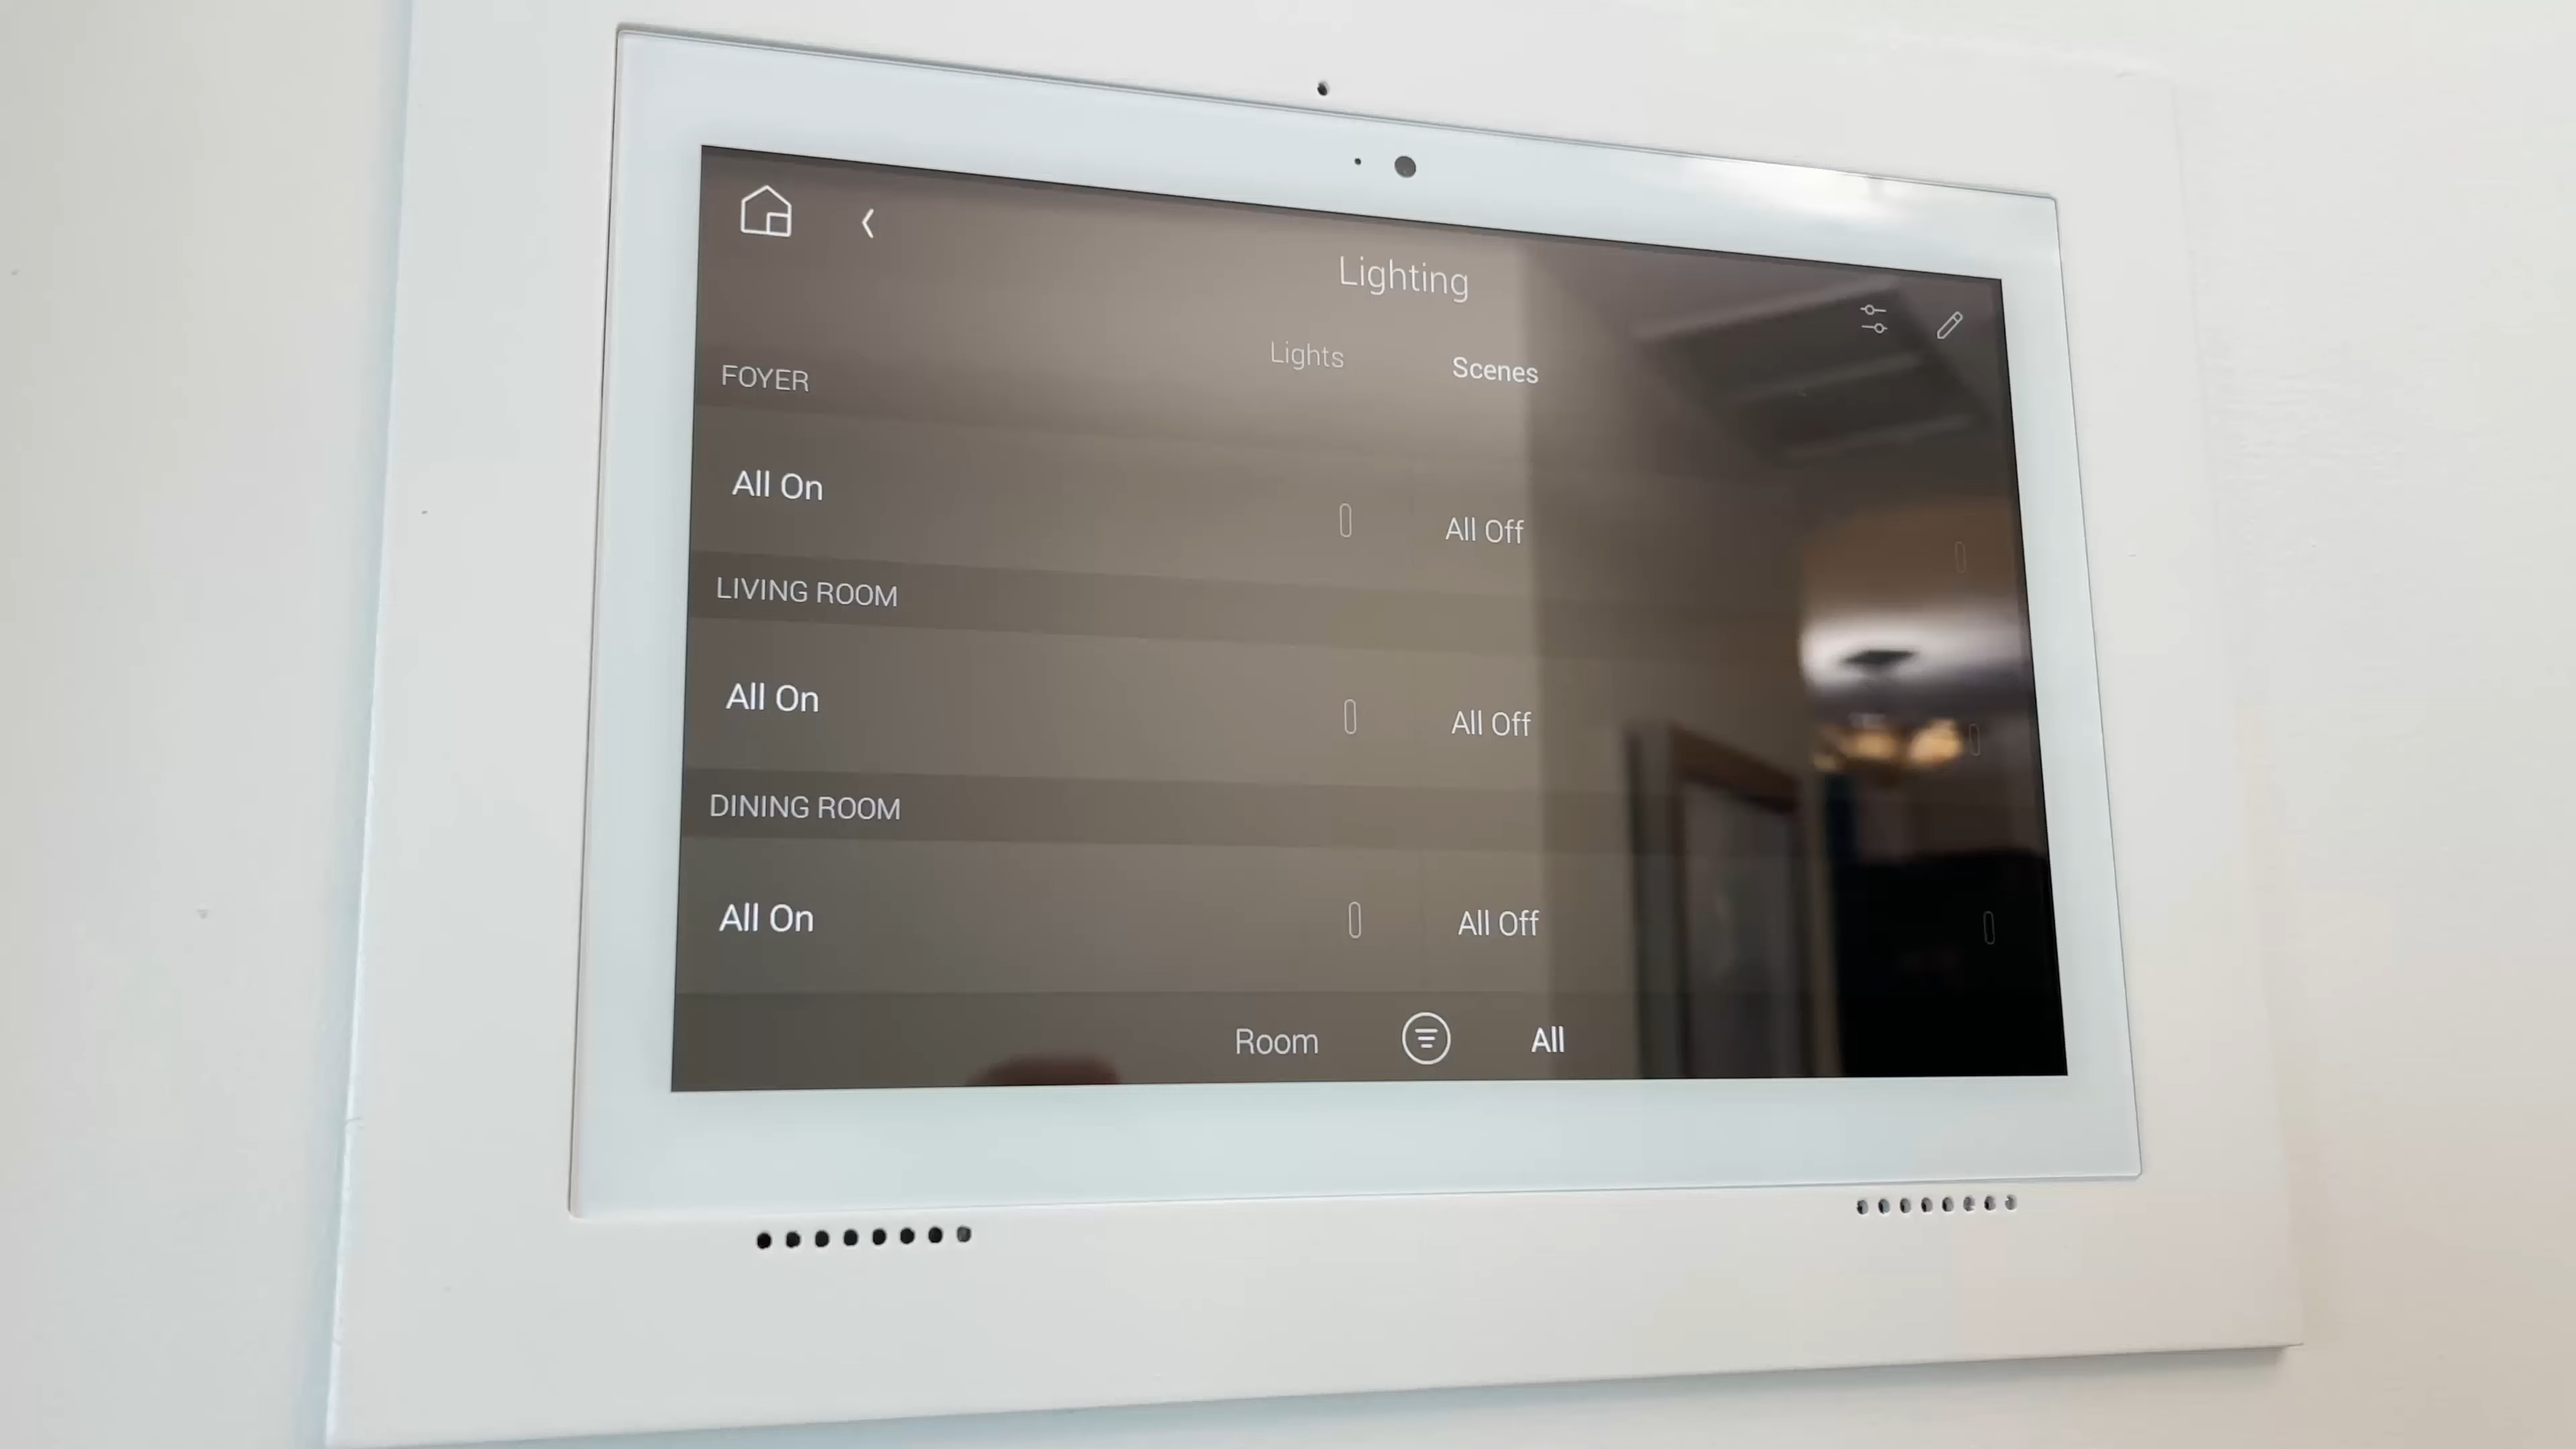 Lighting
Lights Scenes
FOYER
All On All Off
LIVING ROOM
All On All Off
DINING ROOM
All On All Off
Room All